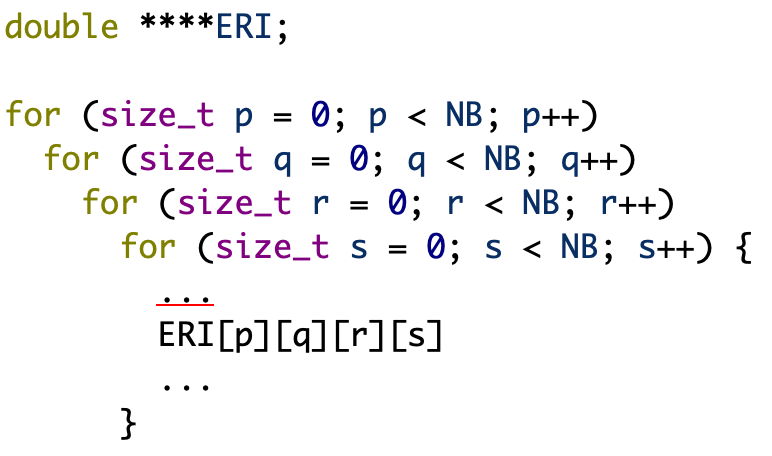 double ****ERI;
for (size_t p = 0; p < NB; p++)
for (size_t q = 0; q < NB; q++)
for (size_t r = 0; r < NB; r++)
for (size_t s = 0; s < NB; s++) {
...
ERI[p][q][r][s]
...
}